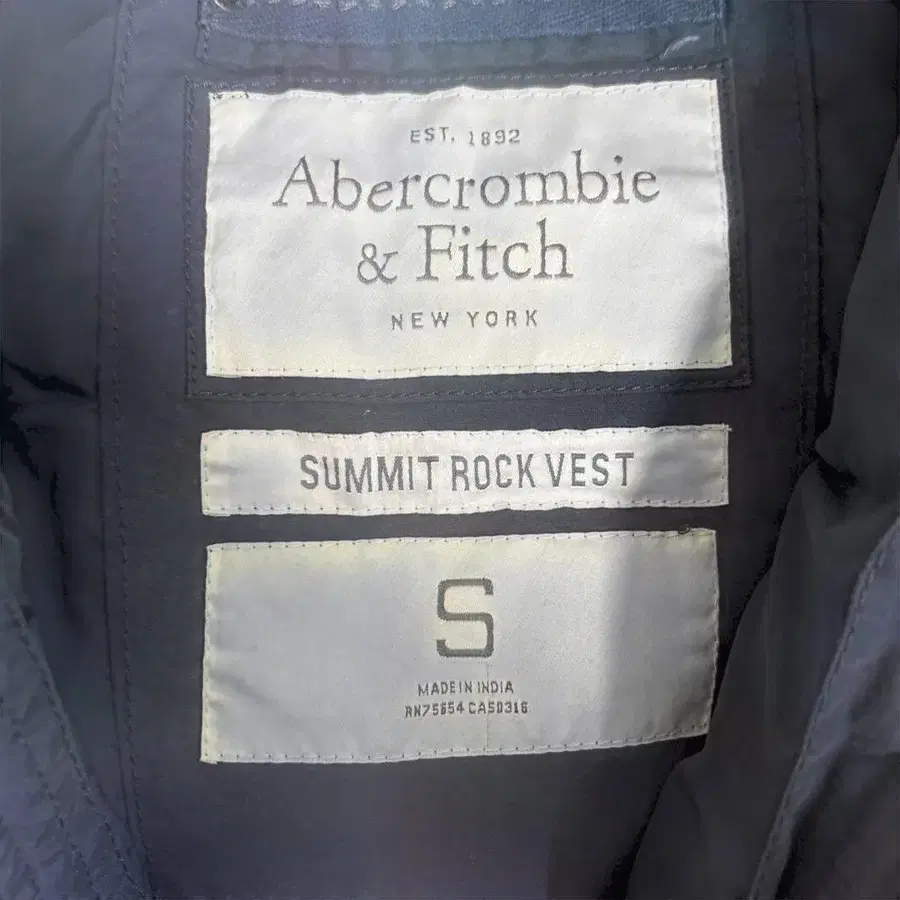 EST. 1892
Abercrombie
& Fitch
NEW YORK
SUMMIT ROCK VEST
S
MADE IN INDIA
RN75654 CA50316